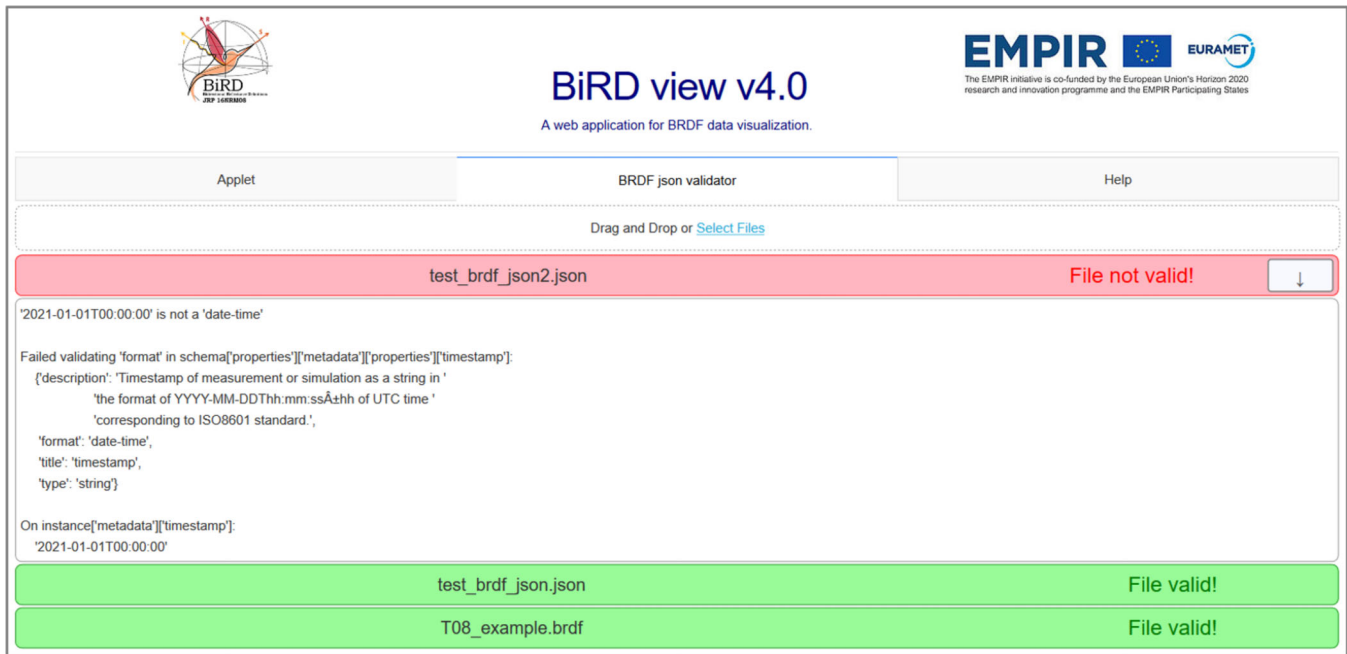 BiRD
JRP 16NRM08
BiRD view v4.0
A web application for BRDF data visualization.
EMPIR
EURAMET
The EMPIR initiative is co-funded by the European Union's Horizon 2020
research and innovation programme and the EMPIR Participating States
Applet
BRDF json validator
Help
Drag and Drop or Select Files
test_brdf_json2.json
File not valid!
↓
'2021-01-01T00:00:00' is not a 'date-time'
Failed validating 'format' in schema['properties']['metadata']['properties']['timestamp']:
{'description': 'Timestamp of measurement or simulation as a string in '
'the format of YYYY-MM-DDThh:mm:ssÂ±hh of UTC time '
'corresponding to ISO8601 standard.',
'format': 'date-time',
'title': 'timestamp',
'type': 'string'}
On instance['metadata']['timestamp']:
'2021-01-01T00:00:00'
test_brdf_json.json
File valid!
T08_example.brdf
File valid!